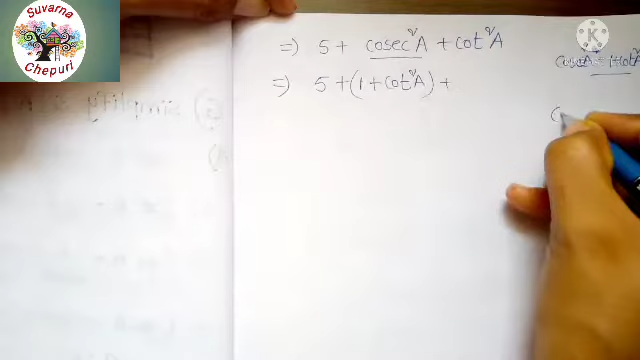 Suvarna
Chepuri
K
=) 5 + cosec²A + cot²A
=) 5 + (1 + cot²A) +
(